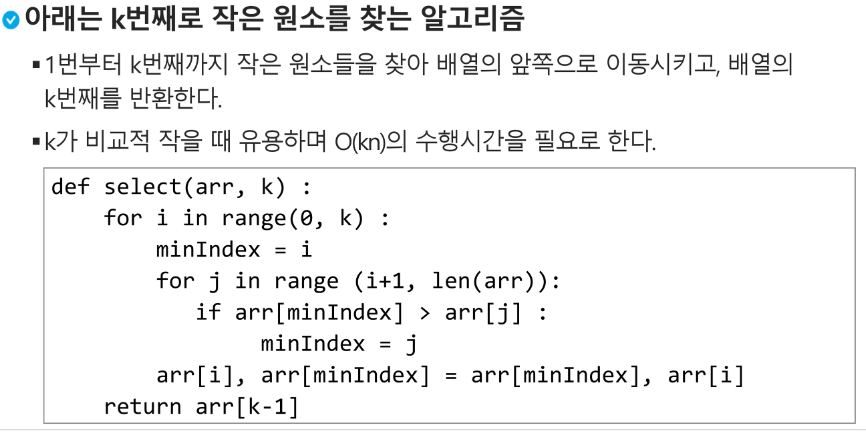 아래는 k번째로 작은 원소를 찾는 알고리즘
▪1번부터 k번째까지 작은 원소들을 찾아 배열의 앞쪽으로 이동시키고, 배열의
k번째를 반환한다.
▪k가 비교적 작을 때 유용하며 O(kn)의 수행시간을 필요로 한다.
def select(arr, k) :
    for i in range(0, k) :
        minIndex = i
        for j in range (i+1, len(arr)):
           if arr[minIndex] > arr[j] :
                minIndex = j
        arr[i], arr[minIndex] = arr[minIndex], arr[i]
    return arr[k-1]